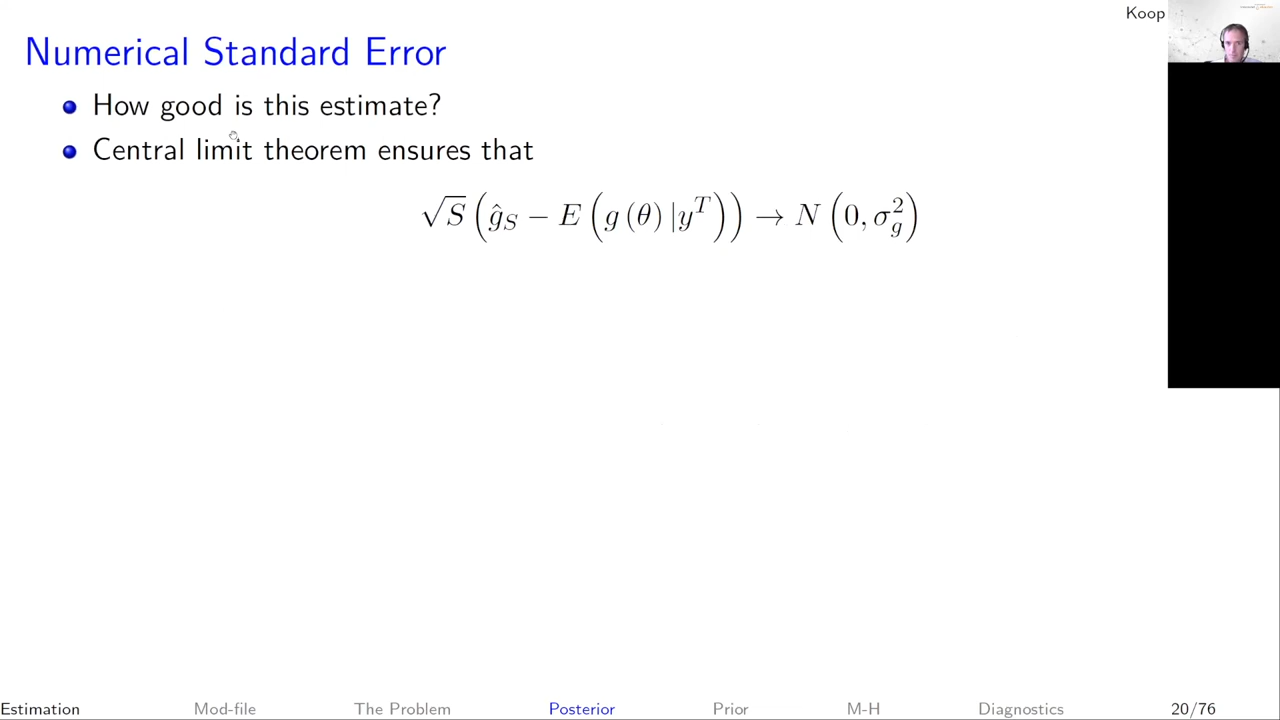 Koop
Numerical Standard Error
How good is this estimate?
Central limit theorem ensures that
√S (ĝ_S − E (g (θ) |y^T)) → N (0, σ_g^2)
Estimation Mod-file The Problem Posterior Prior M-H Diagnostics 20/76